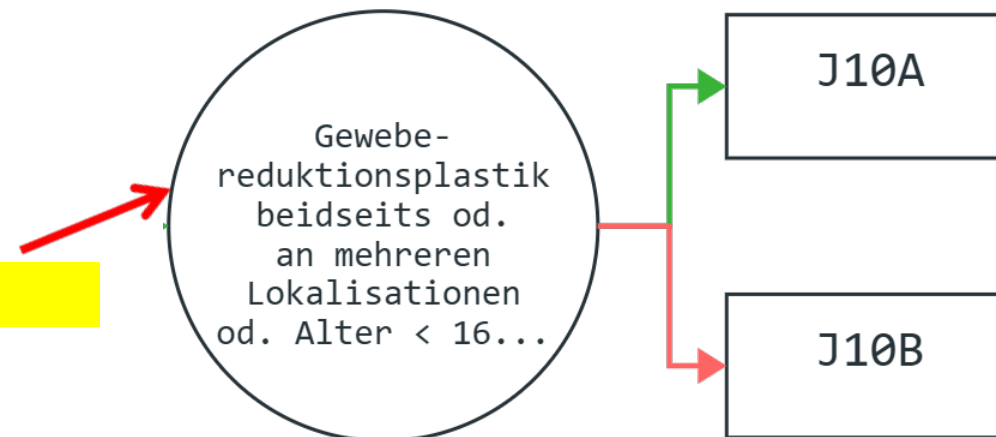 Gewebe-
reduktionsplastik
beidseits od.
an mehreren
Lokalisationen
od. Alter < 16...
J10A
J10B